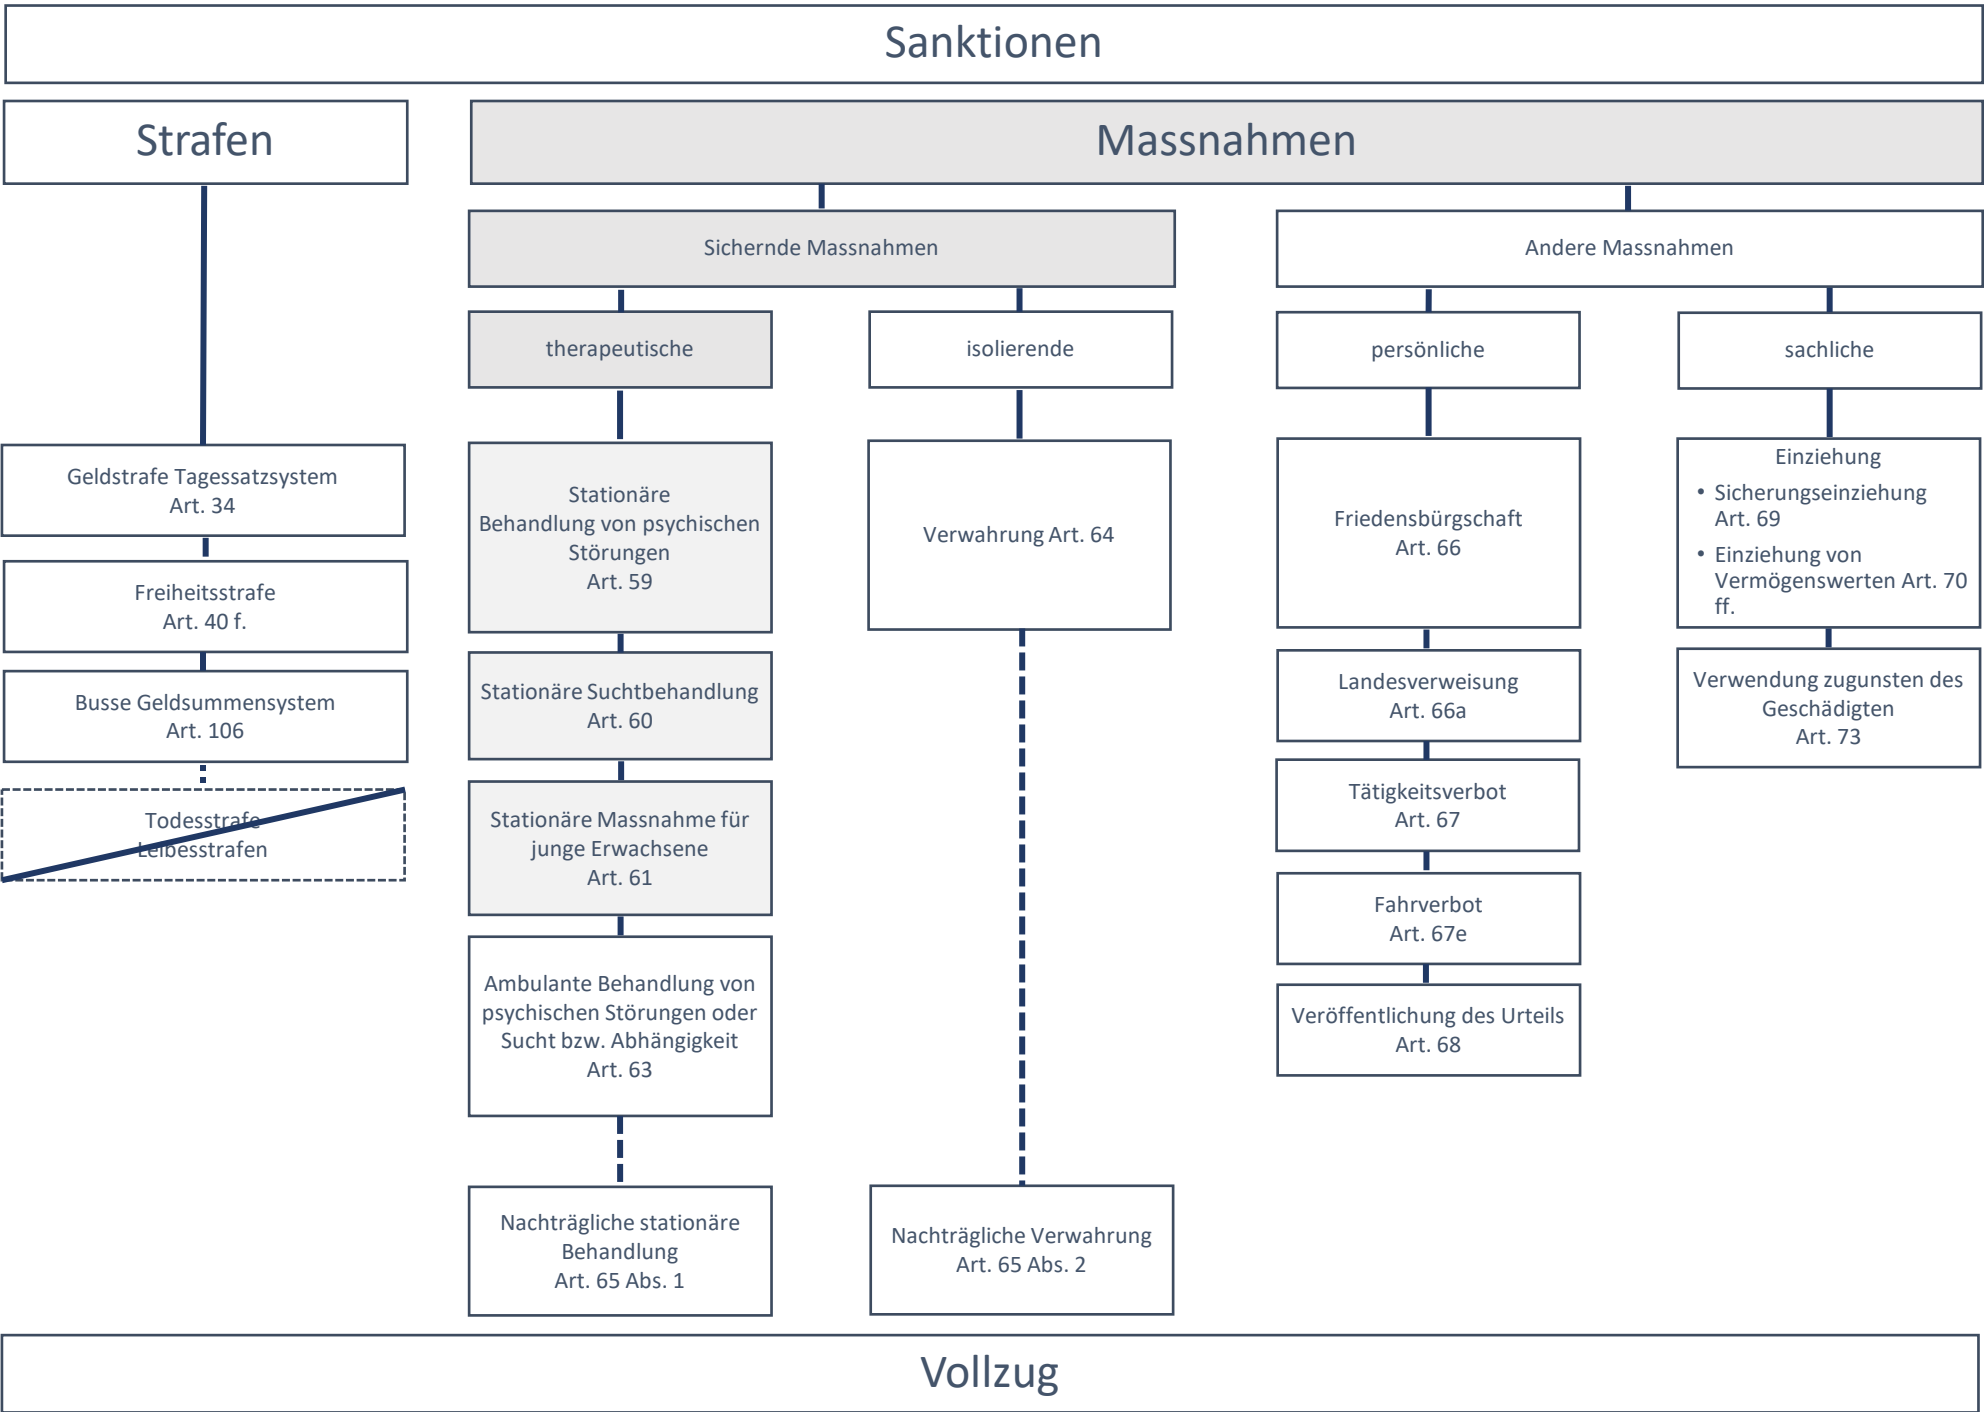 Sanktionen
Strafen
Massnahmen
Sichernde Massnahmen
Andere Massnahmen
therapeutische
isolierende
persönliche
sachliche
Geldstrafe Tagessatzsystem
Art. 34
Freiheitsstrafe
Art. 40 f.
Busse Geldsummensystem
Art. 106
Todesstrafe
Leibesstrafen
Stationäre
Behandlung von psychischen
Störungen
Art. 59
Stationäre Suchtbehandlung
Art. 60
Stationäre Massnahme für
junge Erwachsene
Art. 61
Ambulante Behandlung von
psychischen Störungen oder
Sucht bzw. Abhängigkeit
Art. 63
Nachträgliche stationäre
Behandlung
Art. 65 Abs. 1
Verwahrung Art. 64
Nachträgliche Verwahrung
Art. 65 Abs. 2
Friedensbürgschaft
Art. 66
Landesverweisung
Art. 66a
Tätigkeitsverbot
Art. 67
Fahrverbot
Art. 67e
Veröffentlichung des Urteils
Art. 68
Einziehung
• Sicherungseinziehung
Art. 69
• Einziehung von
Vermögenswerten Art. 70
ff.
Verwendung zugunsten des
Geschädigten
Art. 73
Vollzug